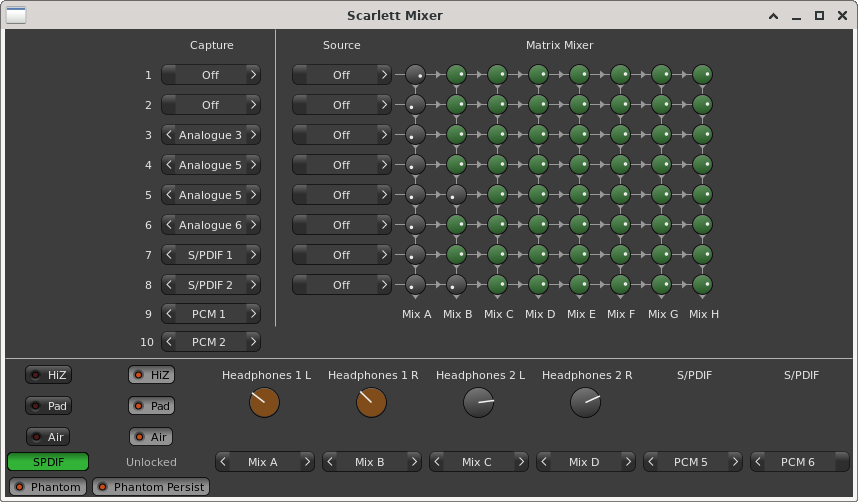 Scarlett Mixer
Capture Source Matrix Mixer
1 Off Off
2 Off Off
3 Analogue 3 Off
4 Analogue 5 Off
5 Analogue 5 Off
6 Analogue 6 Off
7 S/PDIF 1 Off
8 S/PDIF 2 Off
9 PCM 1 Mix A Mix B Mix C Mix D Mix E Mix F Mix G Mix H
10 PCM 2
HiZ HiZ Headphones 1 L Headphones 1 R Headphones 2 L Headphones 2 R S/PDIF S/PDIF
Pad Pad
Air Air
SPDIF Unlocked Mix A Mix B Mix C Mix D PCM 5 PCM 6
Phantom Phantom Persist